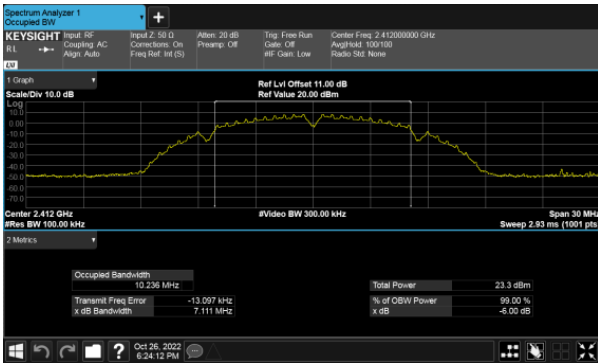 Spectrum Analyzer 1
Occupied BW
+
KEYSIGHT Input: RF Input Z: 50 Ω Atten: 20 dB Trig: Free Run Center Freq: 2.412000000 GHz
RL Coupling: AC Corrections: On Preamp: Off Gate: Off Avg|Hold: 100/100
Align: Auto Freq Ref: Int (S) #IF Gain: Low Radio Std: None
LW
1 Graph
Ref Lvl Offset 11.00 dB
Scale/Div 10.0 dB Ref Value 20.00 dBm
Log
10.0
0.00
-10.0
-20.0
-30.0
-40.0
-50.0
-60.0
-70.0
Center 2.412 GHz #Video BW 300.00 kHz Span 30 MHz
#Res BW 100.00 kHz Sweep 2.93 ms (1001 pts
2 Metrics
Occupied Bandwidth
10.236 MHz Total Power 23.3 dBm
Transmit Freq Error -13.097 kHz % of OBW Power 99.00 %
x dB Bandwidth 7.111 MHz x dB -6.00 dB
? Oct 26, 2022
6:24:12 PM